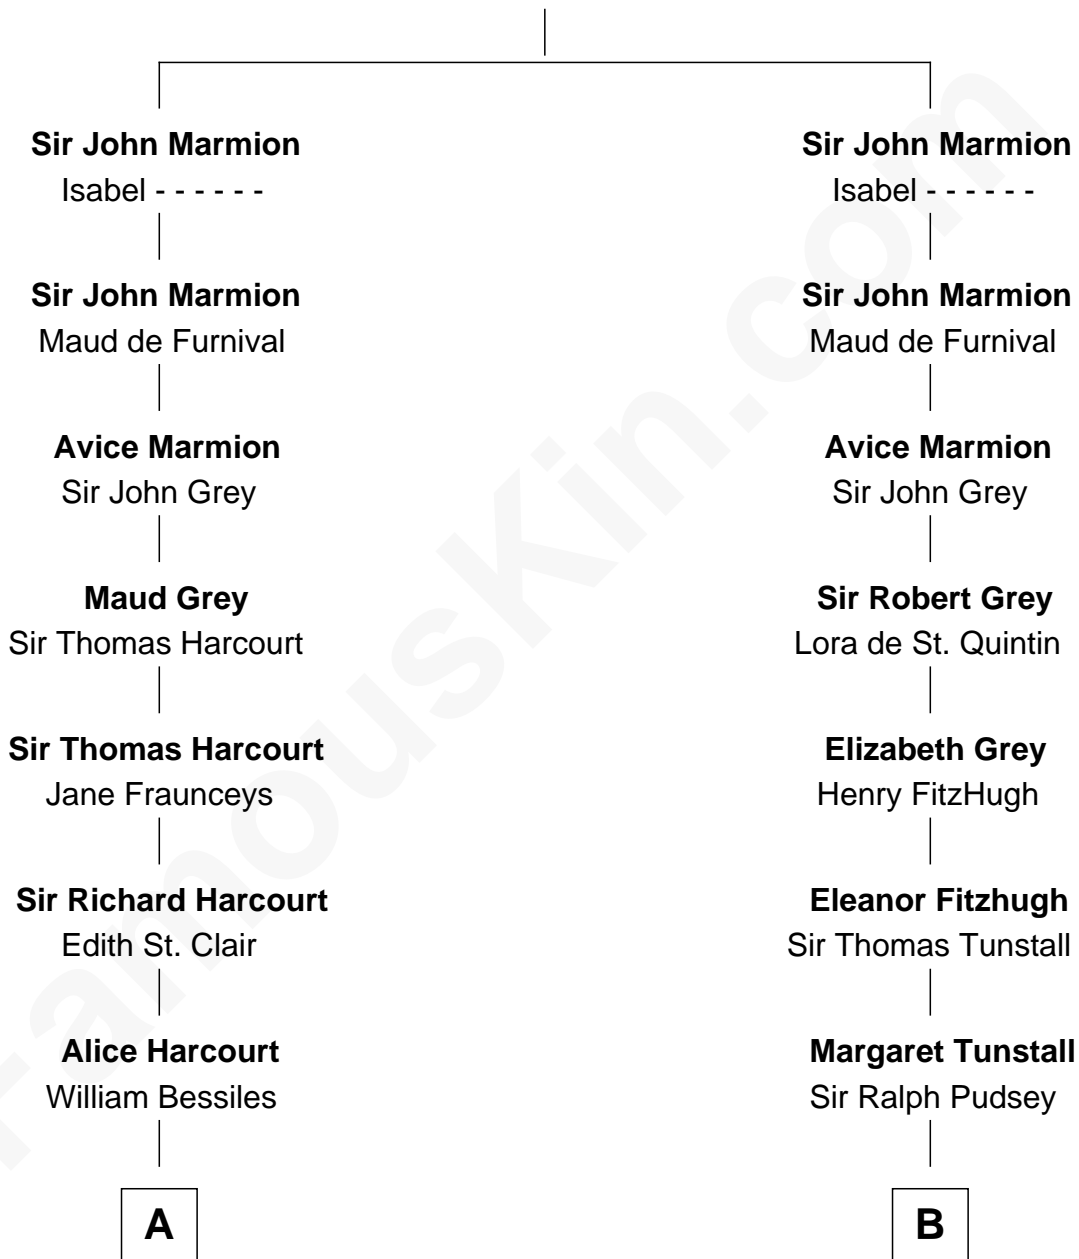 Sir John Marmion
Isabel - - - - - -
Sir John Marmion
Maud de Furnival
Avice Marmion
Sir John Grey
Maud Grey
Sir Thomas Harcourt
Sir Thomas Harcourt
Jane Fraunceys
Sir Richard Harcourt
Edith St. Clair
Alice Harcourt
William Bessiles
A
Sir John Marmion
Isabel - - - - - -
Sir John Marmion
Maud de Furnival
Avice Marmion
Sir John Grey
Sir Robert Grey
Lora de St. Quintin
Elizabeth Grey
Henry FitzHugh
Eleanor Fitzhugh
Sir Thomas Tunstall
Margaret Tunstall
Sir Ralph Pudsey
B
FamousKin.com